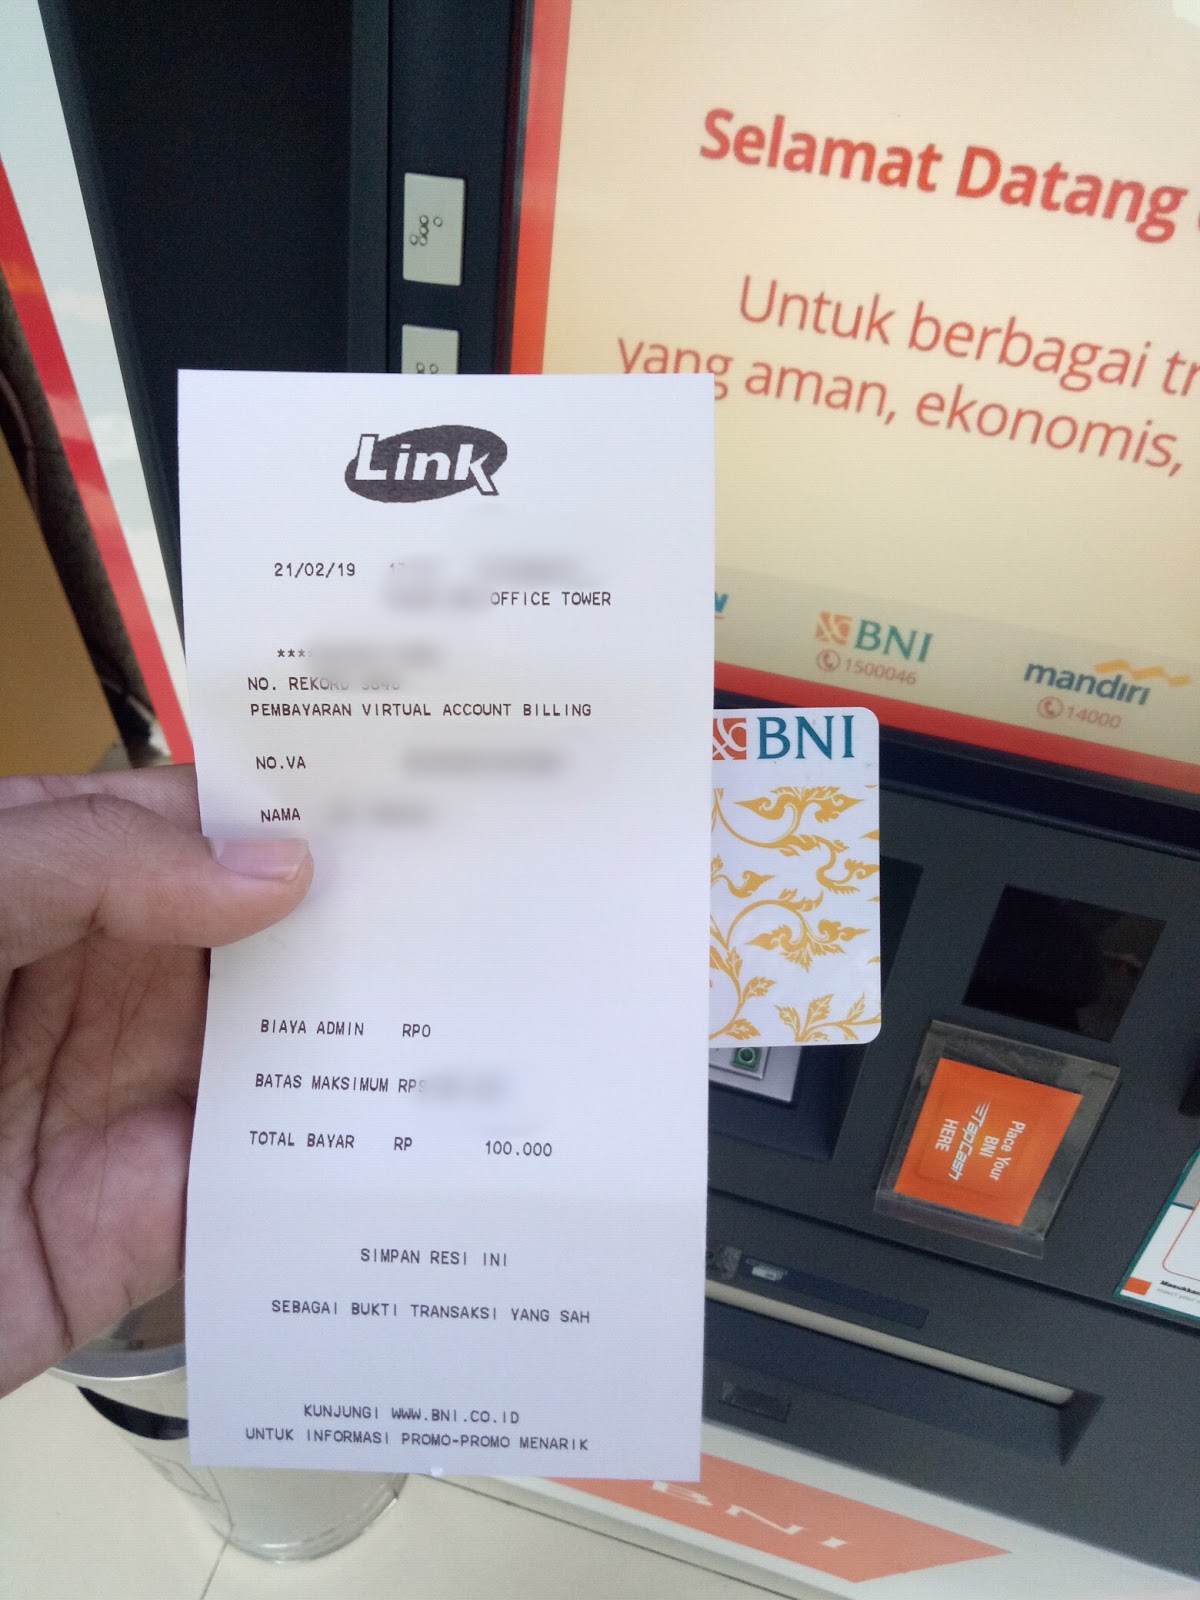 Selamat Datang
Untuk berbagai
yang aman, ekonomis,
BNI
1500046
mandiri
14000
Link
21/02/19
OFFICE TOWER
***
NO. REKORD
PEMBAYARAN VIRTUAL ACCOUNT BILLING
NO.VA
NAMA
BIAYA ADMIN RP0
BATAS MAKSIMUM RP
TOTAL BAYAR RP 100.000
SIMPAN RESI INI
SEBAGAI BUKTI TRANSAKSI YANG SAH
KUNJUNGI WWW.BNI.CO.ID
UNTUK INFORMASI PROMO-PROMO MENARIK
BNI
Place Your
BNI
TapCash
HERE
BNI